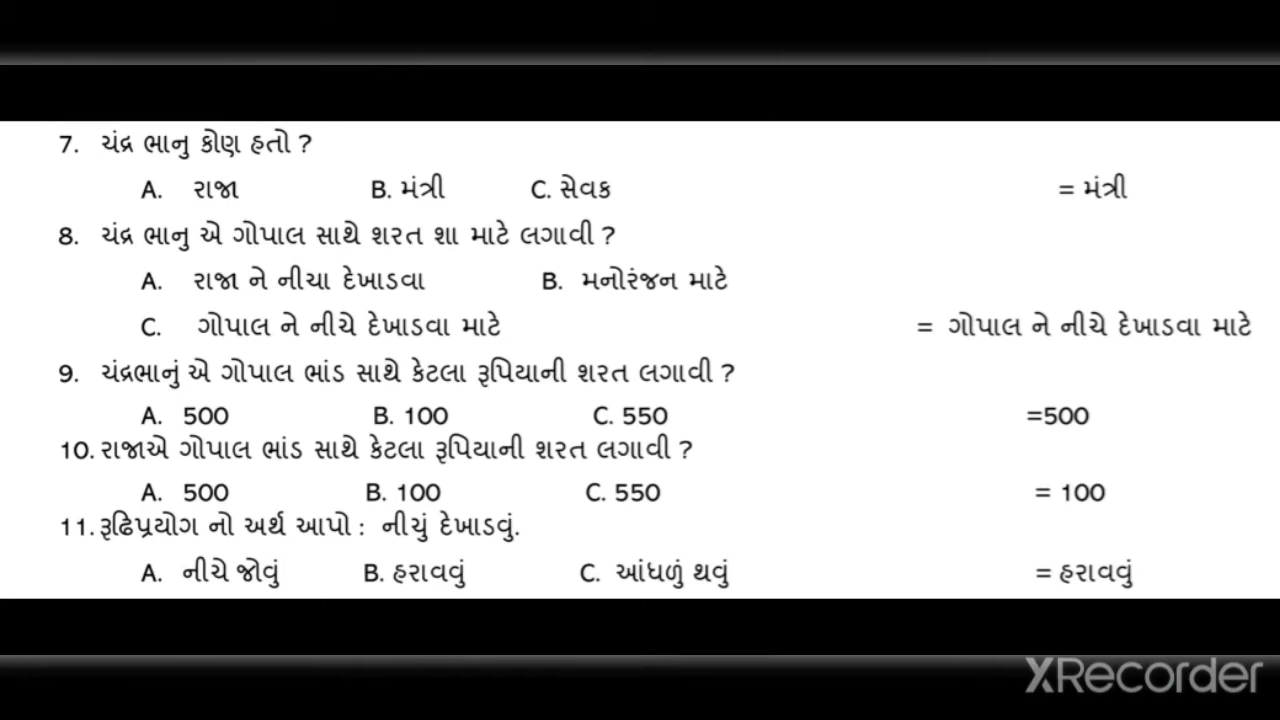 7. ચંદ્ર ભાનુ કોણ હતો ?
A. રાજા B. મંત્રી C. સેવક = મંત્રી
8. ચંદ્ર ભાનુ એ ગોપાલ સાથે શરત શા માટે લગાવી ?
A. રાજા ને નીચા દેખાડવા B. મનોરંજન માટે
C. ગોપાલ ને નીચે દેખાડવા માટે = ગોપાલ ને નીચે દેખાડવા માટે
9. ચંદ્રભાનું એ ગોપાલ ભાંડ સાથે કેટલા રૂપિયાની શરત લગાવી ?
A. 500 B. 100 C. 550 =500
10. રાજાએ ગોપાલ ભાંડ સાથે કેટલા રૂપિયાની શરત લગાવી ?
A. 500 B. 100 C. 550 = 100
11. રૂઢિપ્રયોગ નો અર્થ આપો : નીચું દેખાડવું.
A. નીચે જોવું B. હરાવવું C. આંધળું થવું = હરાવવું
XRecorder